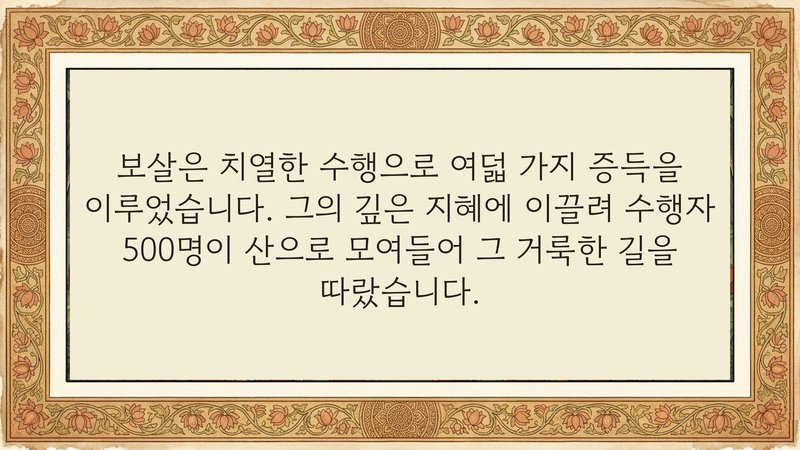 보살은 치열한 수행으로 여덟 가지 증득을
이루었습니다. 그의 깊은 지혜에 이끌려 수행자
500명이 산으로 모여들어 그 거룩한 길을
따랐습니다.